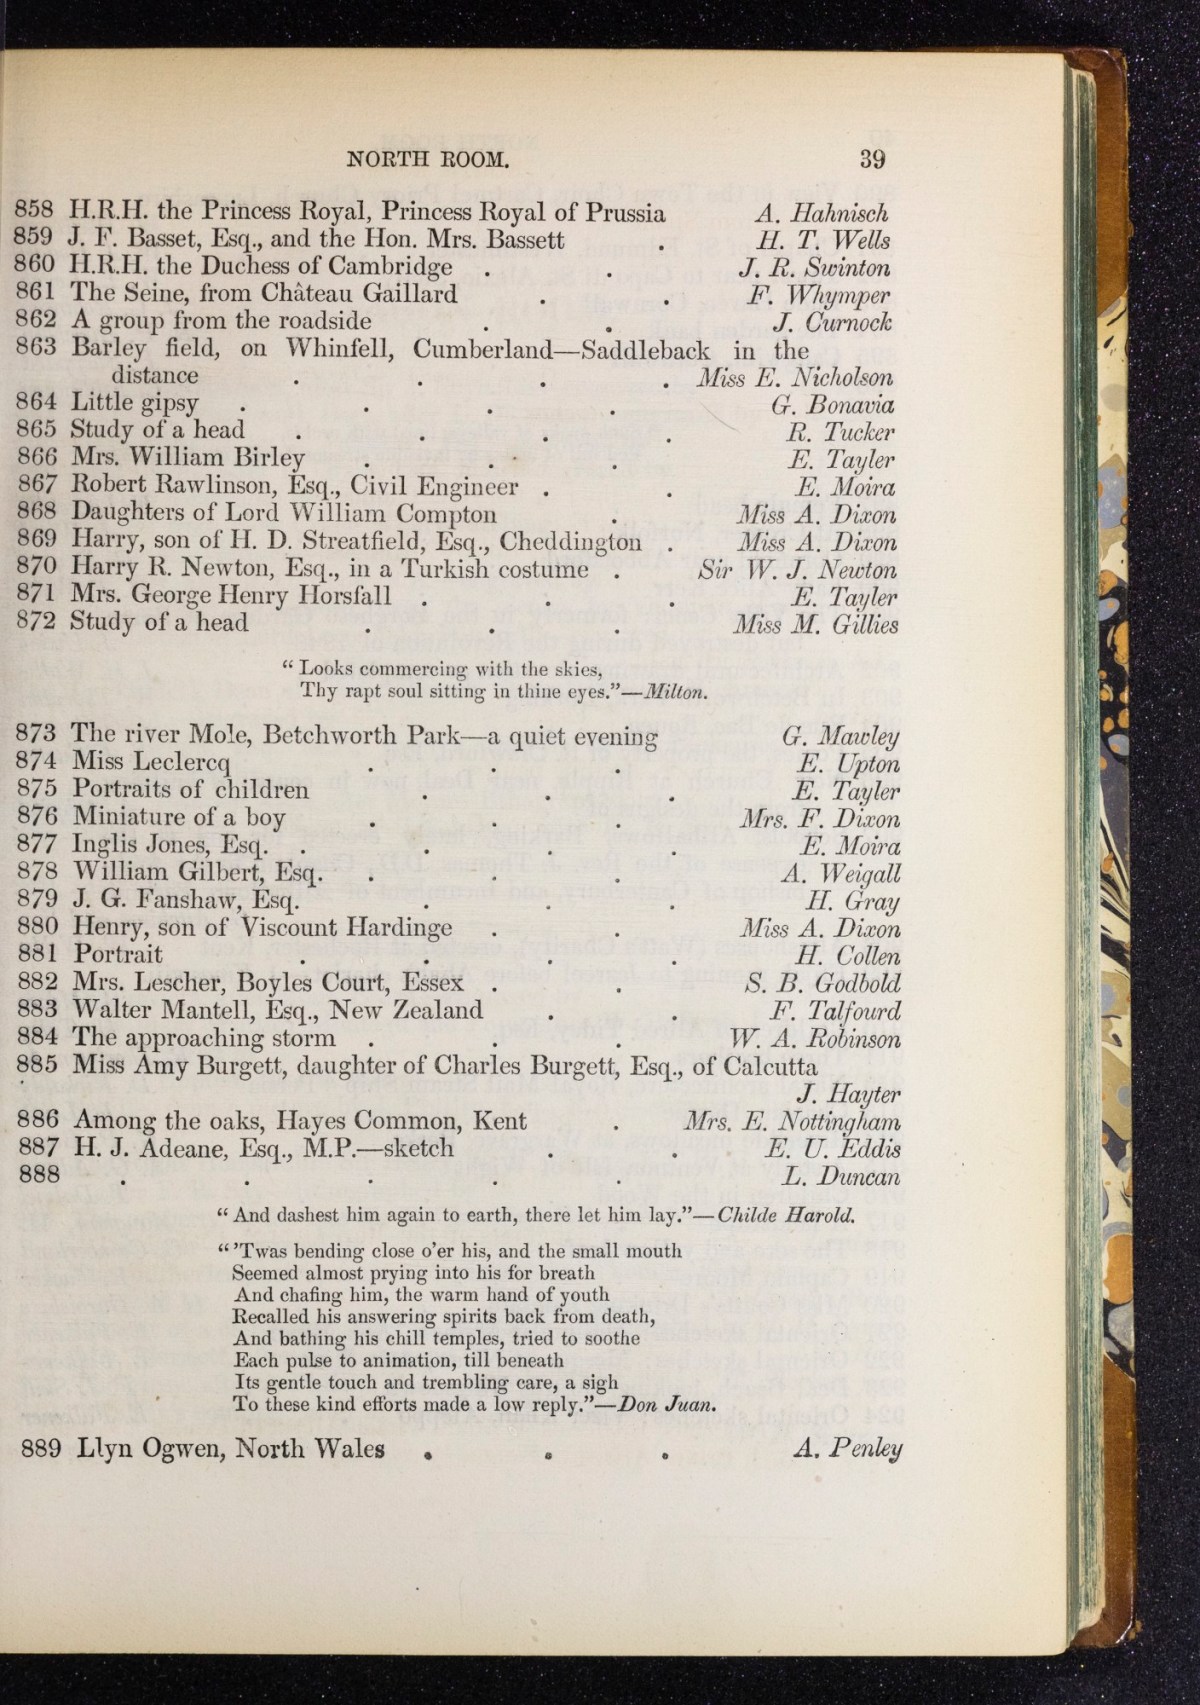 NORTH ROOM. 39
858 H.R.H. the Princess Royal, Princess Royal of Prussia A. Hahnisch
859 J. F. Basset, Esq., and the Hon. Mrs. Bassett . H. T. Wells
860 H.R.H. the Duchess of Cambridge . . J. R. Swinton
861 The Seine, from Château Gaillard . . F. Whymper
862 A group from the roadside . . J. Curnock
863 Barley field, on Whinfell, Cumberland—Saddleback in the
distance . . . . Miss E. Nicholson
864 Little gipsy . . . . G. Bonavia
865 Study of a head . . . . R. Tucker
866 Mrs. William Birley . . . E. Tayler
867 Robert Rawlinson, Esq., Civil Engineer . . E. Moira
868 Daughters of Lord William Compton . Miss A. Dixon
869 Harry, son of H. D. Streatfield, Esq., Cheddington . Miss A. Dixon
870 Harry R. Newton, Esq., in a Turkish costume . Sir W. J. Newton
871 Mrs. George Henry Horsfall . . . E. Tayler
872 Study of a head . . . Miss M. Gillies
“ Looks commercing with the skies,
Thy rapt soul sitting in thine eyes.”—Milton.
873 The river Mole, Betchworth Park—a quiet evening G. Mawley
874 Miss Leclercq . . . E. Upton
875 Portraits of children . . . E. Tayler
876 Miniature of a boy . . . Mrs. F. Dixon
877 Inglis Jones, Esq. . . . . E. Moira
878 William Gilbert, Esq. . . . A. Weigall
879 J. G. Fanshaw, Esq. . . . H. Gray
880 Henry, son of Viscount Hardinge . . Miss A. Dixon
881 Portrait . . . . H. Collen
882 Mrs. Lescher, Boyles Court, Essex . . S. B. Godbold
883 Walter Mantell, Esq., New Zealand . . F. Talfourd
884 The approaching storm . . . W. A. Robinson
885 Miss Amy Burgett, daughter of Charles Burgett, Esq., of Calcutta
J. Hayter
886 Among the oaks, Hayes Common, Kent . Mrs. E. Nottingham
887 H. J. Adeane, Esq., M.P.—sketch . . E. U. Eddis
888 . . . . . L. Duncan
“ And dashest him again to earth, there let him lay.”—Childe Harold.
“ ’Twas bending close o’er his, and the small mouth
Seemed almost prying into his for breath
And chafing him, the warm hand of youth
Recalled his answering spirits back from death,
And bathing his chill temples, tried to soothe
Each pulse to animation, till beneath
Its gentle touch and trembling care, a sigh
To these kind efforts made a low reply.”—Don Juan.
889 Llyn Ogwen, North Wales . . . A. Penley